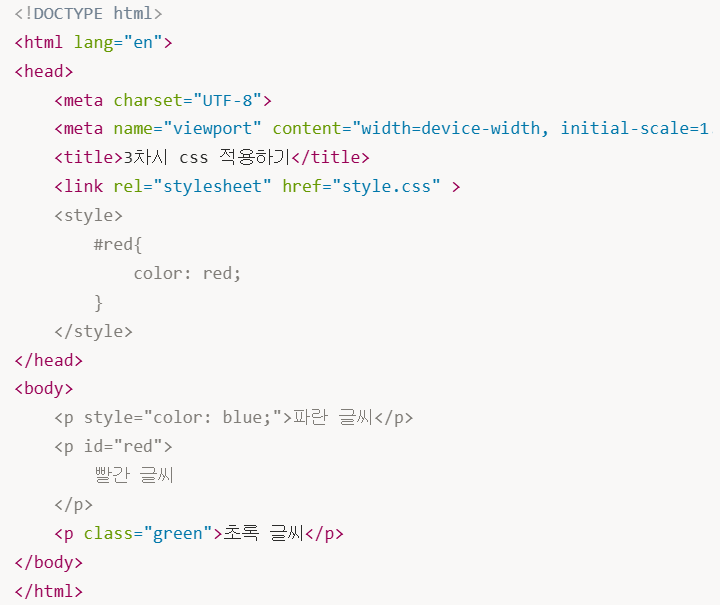 <!DOCTYPE html>
<html lang="en">
<head>
    <meta charset="UTF-8">
    <meta name="viewport" content="width=device-width, initial-scale=1.
    <title>3차시 css 적용하기</title>
    <link rel="stylesheet" href="style.css" >
    <style>
        #red{
            color: red;
        }
    </style>
</head>
<body>
    <p style="color: blue;">파란 글씨</p>
    <p id="red">
        빨간 글씨
    </p>
    <p class="green">초록 글씨</p>
</body>
</html>